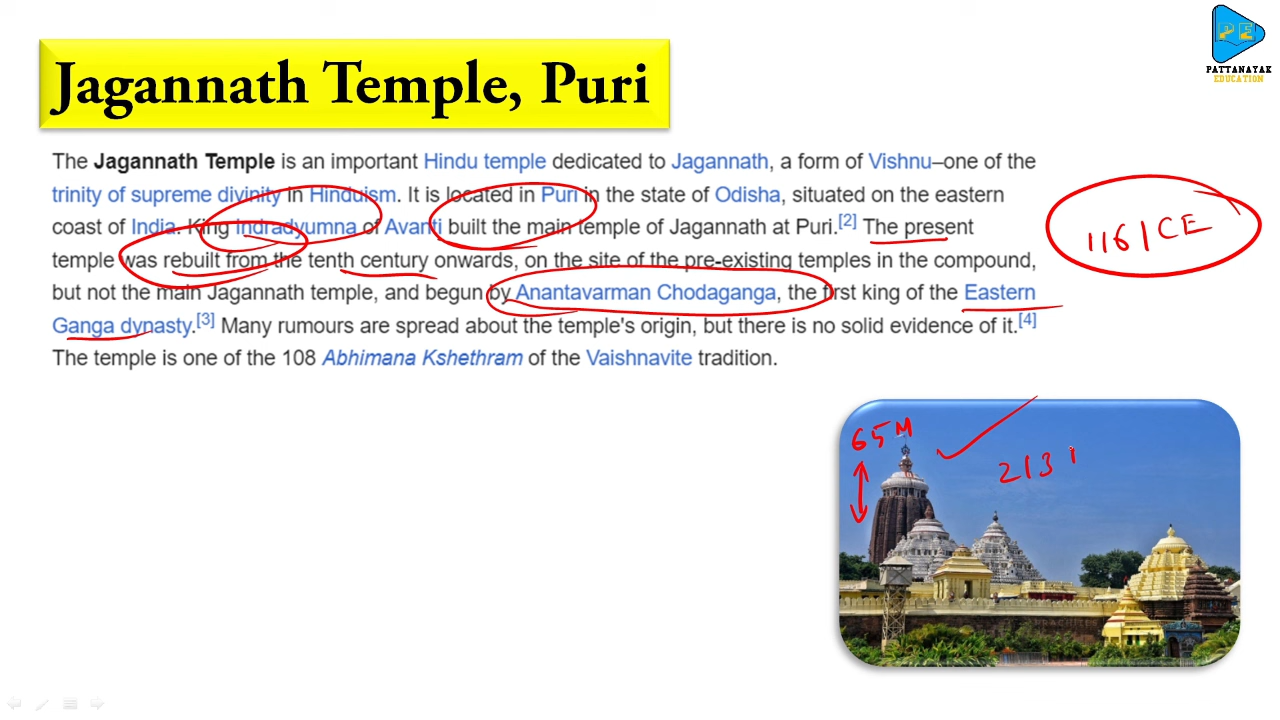 PE
PATTANAYAK
EDUCATION
Jagannath Temple, Puri
The Jagannath Temple is an important Hindu temple dedicated to Jagannath, a form of Vishnu–one of the
trinity of supreme divinity in Hinduism. It is located in Puri in the state of Odisha, situated on the eastern
coast of India. King Indradyumna of Avanti built the main temple of Jagannath at Puri.[2] The present
temple was rebuilt from the tenth century onwards, on the site of the pre-existing temples in the compound,
but not the main Jagannath temple, and begun by Anantavarman Chodaganga, the first king of the Eastern
Ganga dynasty.[3] Many rumours are spread about the temple's origin, but there is no solid evidence of it.[4]
The temple is one of the 108 Abhimana Kshethram of the Vaishnavite tradition.
1161 CE
65 M
213